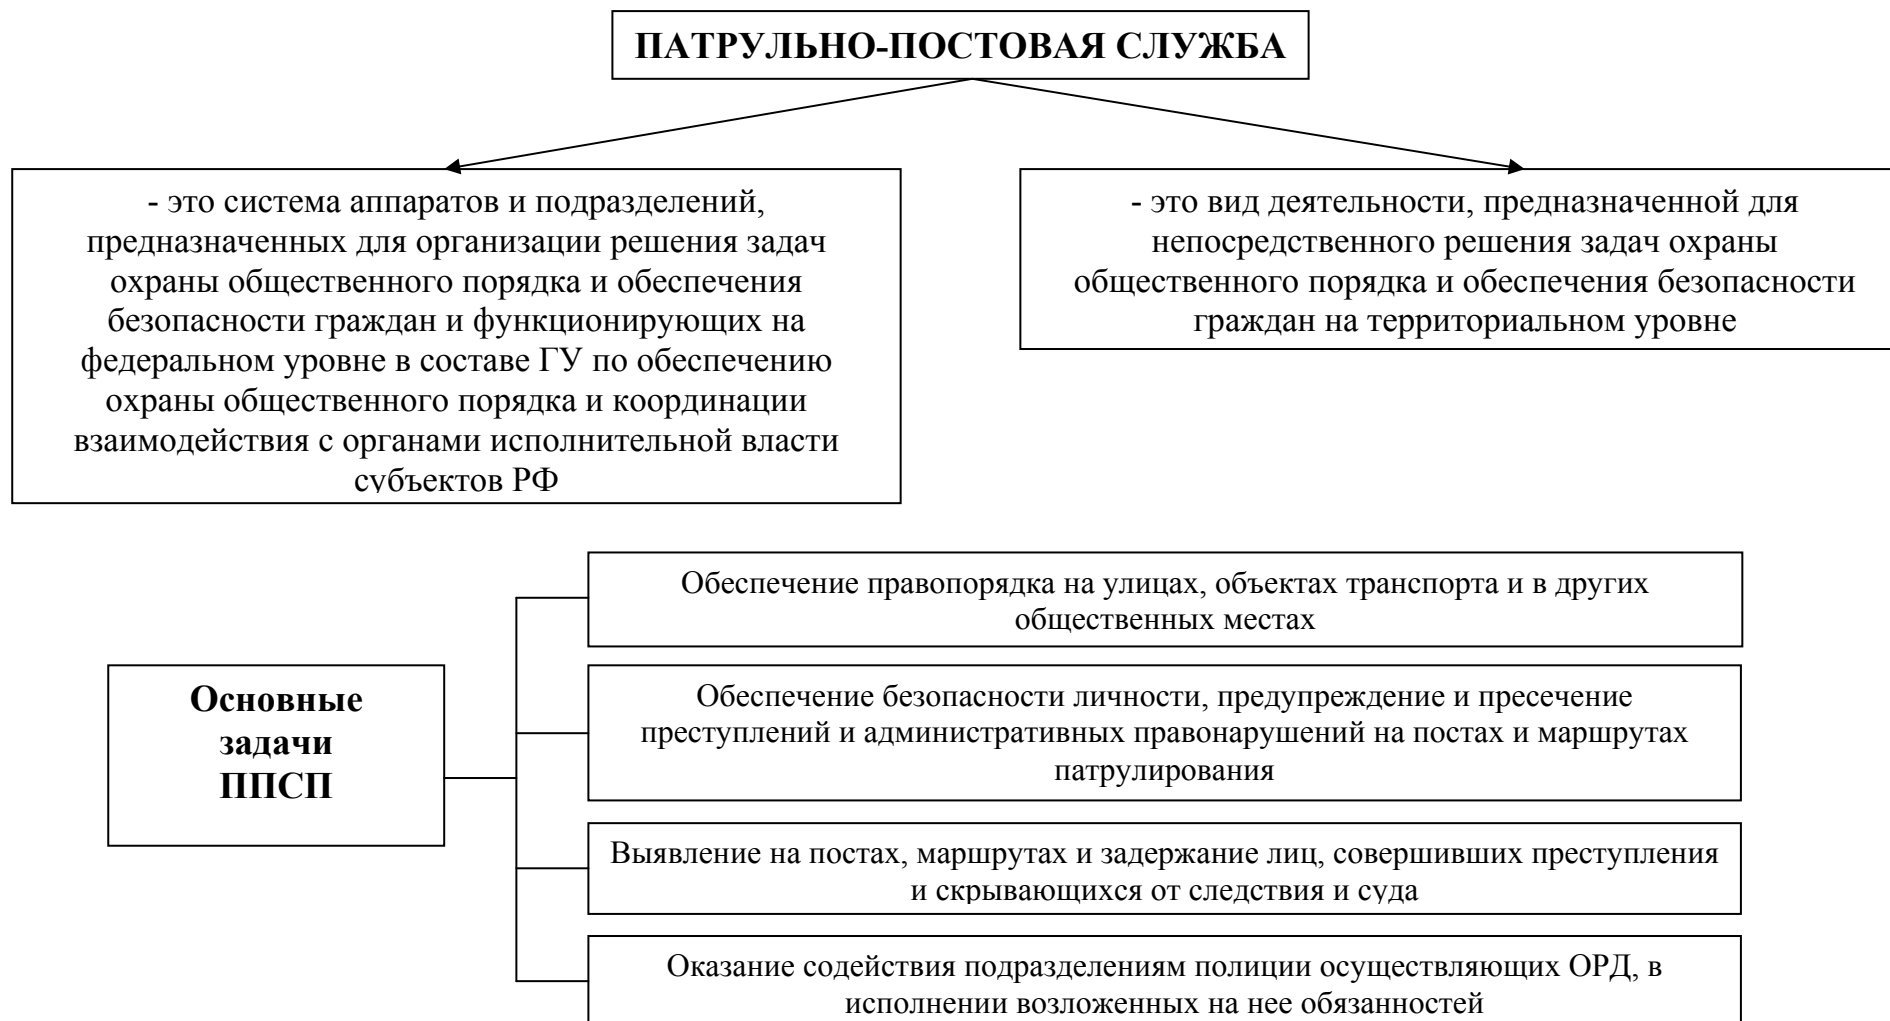 ПАТРУЛЬНО-ПОСТОВАЯ СЛУЖБА
- это система аппаратов и подразделений,
предназначенных для организации решения задач
охраны общественного порядка и обеспечения
безопасности граждан и функционирующих на
федеральном уровне в составе ГУ по обеспечению
охраны общественного порядка и координации
взаимодействия с органами исполнительной власти
субъектов РФ
- это вид деятельности, предназначенной для
непосредственного решения задач охраны
общественного порядка и обеспечения безопасности
граждан на территориальном уровне
Основные
задачи
ППСП
Обеспечение правопорядка на улицах, объектах транспорта и в других
общественных местах
Обеспечение безопасности личности, предупреждение и пресечение
преступлений и административных правонарушений на постах и маршрутах
патрулирования
Выявление на постах, маршрутах и задержание лиц, совершивших преступления
и скрывающихся от следствия и суда
Оказание содействия подразделениям полиции осуществляющих ОРД, в
исполнении возложенных на нее обязанностей